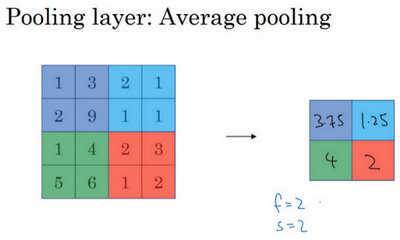 Pooling layer: Average pooling
1 3 2 1
2 9 1 1
1 4 2 3
5 6 1 2
3.75 1.25
4 2
f=2
s=2